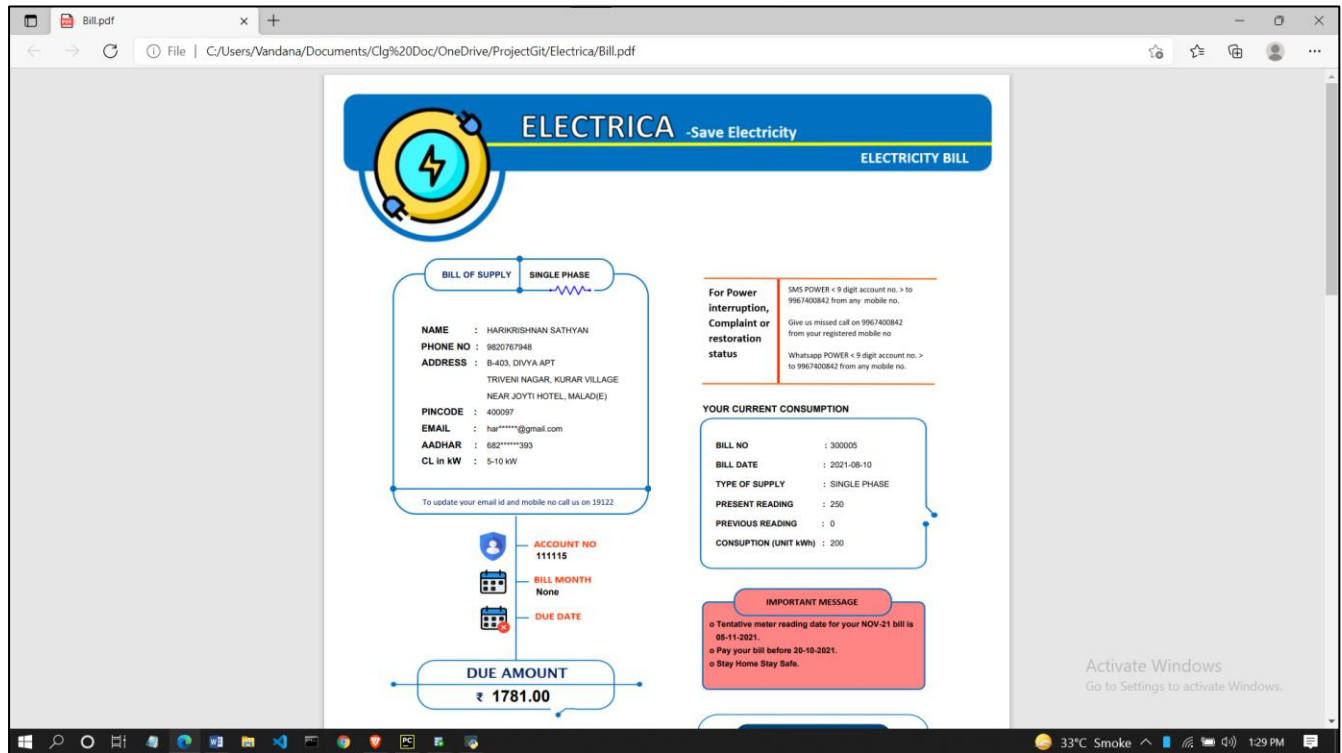 Bill.pdf
File | C:/Users/Vandana/Documents/Clg%20Doc/OneDrive/ProjectGit/Electrica/Bill.pdf
ELECTRICA -Save Electricity
ELECTRICITY BILL
BILL OF SUPPLY SINGLE PHASE
NAME : HARIKRISHNAN SATHYAN
PHONE NO : 9820767948
ADDRESS : B-403, DIVYA APT
TRIVENI NAGAR, KURAR VILLAGE
NEAR JOYTI HOTEL, MALAD(E)
PINCODE : 400097
EMAIL : har******@gmail.com
AADHAR : 682******393
CL in kW : 5-10 kW
To update your email id and mobile no call us on 19122
ACCOUNT NO
111115
BILL MONTH
None
DUE DATE
DUE AMOUNT
₹ 1781.00
For Power
interruption,
Complaint or
restoration
status
SMS POWER < 9 digit account no. > to
9967400842 from any mobile no.
Give us missed call on 9967400842
from your registered mobile no
Whatsapp POWER < 9 digit account no. >
to 9967400842 from any mobile no.
YOUR CURRENT CONSUMPTION
BILL NO : 300005
BILL DATE : 2021-08-10
TYPE OF SUPPLY : SINGLE PHASE
PRESENT READING : 250
PREVIOUS READING : 0
CONSUPTION (UNIT kWh) : 200
IMPORTANT MESSAGE
o Tentative meter reading date for your NOV-21 bill is
05-11-2021.
o Pay your bill before 20-10-2021.
o Stay Home Stay Safe.
Activate Windows
Go to Settings to activate Windows.
33°C Smoke 1:29 PM